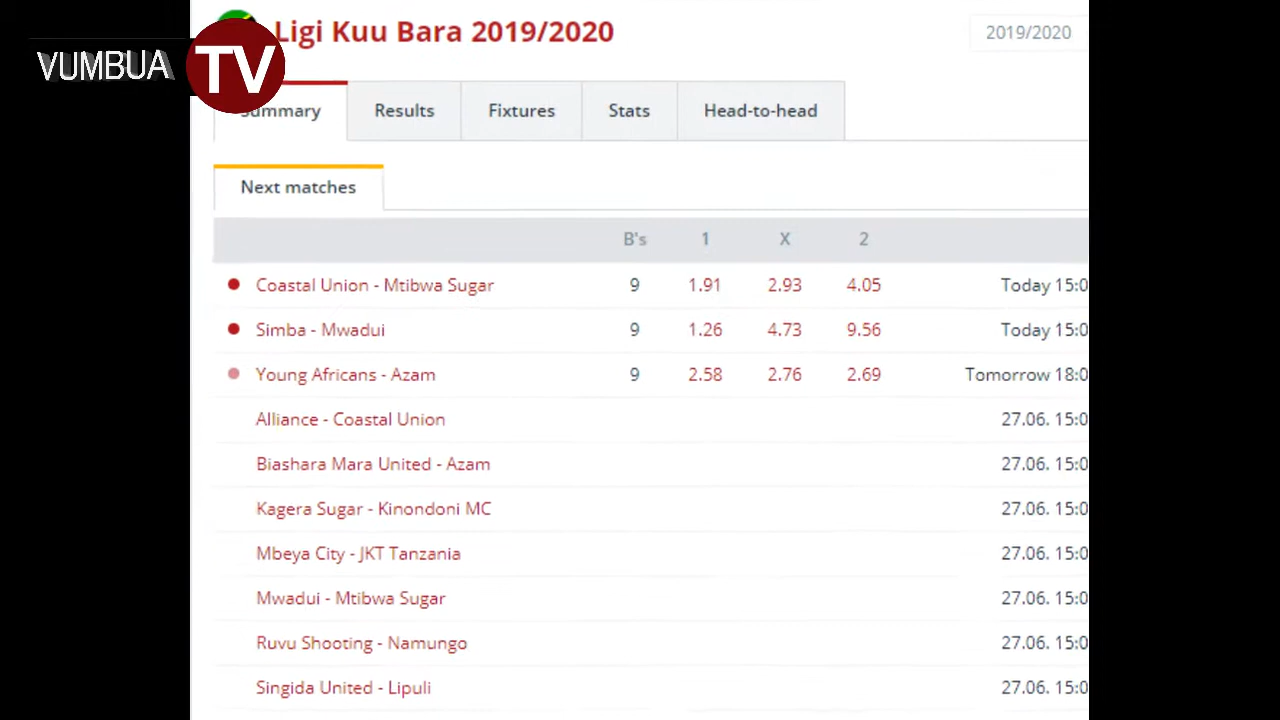 Ligi Kuu Bara 2019/2020
2019/2020
VUMBUA TV
Summary Results Fixtures Stats Head-to-head
Next matches
B's 1 X 2
Coastal Union - Mtibwa Sugar 9 1.91 2.93 4.05 Today 15:0
Simba - Mwadui 9 1.26 4.73 9.56 Today 15:0
Young Africans - Azam 9 2.58 2.76 2.69 Tomorrow 18:0
Alliance - Coastal Union 27.06. 15:0
Biashara Mara United - Azam 27.06. 15:0
Kagera Sugar - Kinondoni MC 27.06. 15:0
Mbeya City - JKT Tanzania 27.06. 15:0
Mwadui - Mtibwa Sugar 27.06. 15:0
Ruvu Shooting - Namungo 27.06. 15:0
Singida United - Lipuli 27.06. 15:0